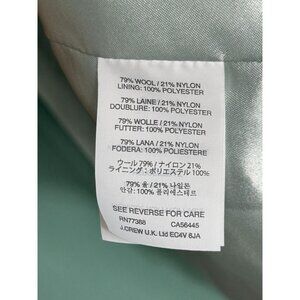 79% WOOL / 21% NYLON
LINING: 100% POLYESTER
79% LAINE / 21% NYLON
DOUBLURE: 100% POLYESTER
79% WOLLE / 21% NYLON
FUTTER: 100% POLYESTER
79% LANA / 21% NYLON
FODERA: 100% POLIESTERE
ウール 79% / ナイロン 21%
ライニング : ポリエステル 100%
79% 울 / 21% 나일론
안감: 100% 폴리에스테르
SEE REVERSE FOR CARE
RN77388 CA56445
J.CREW U.K. Ltd EC4V 6JA